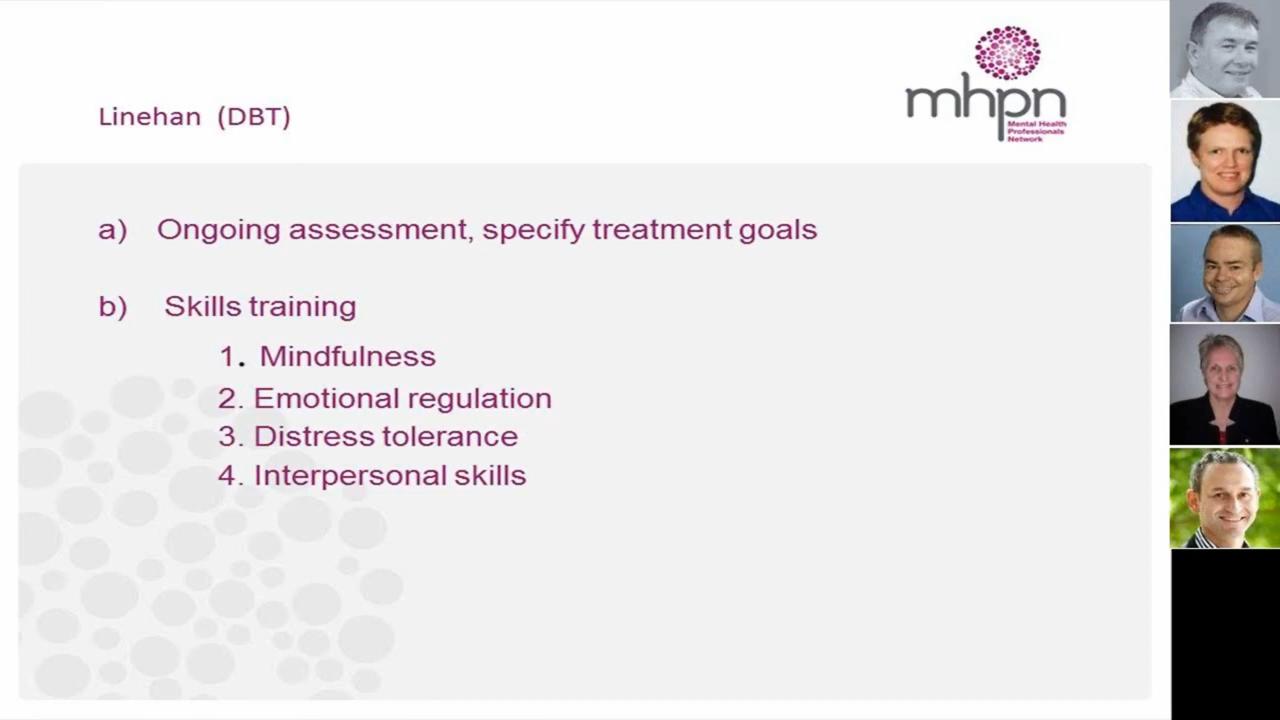 Linehan (DBT)
mhpn
Mental Health
Professionals
Network
a) Ongoing assessment, specify treatment goals
b) Skills training
1. Mindfulness
2. Emotional regulation
3. Distress tolerance
4. Interpersonal skills